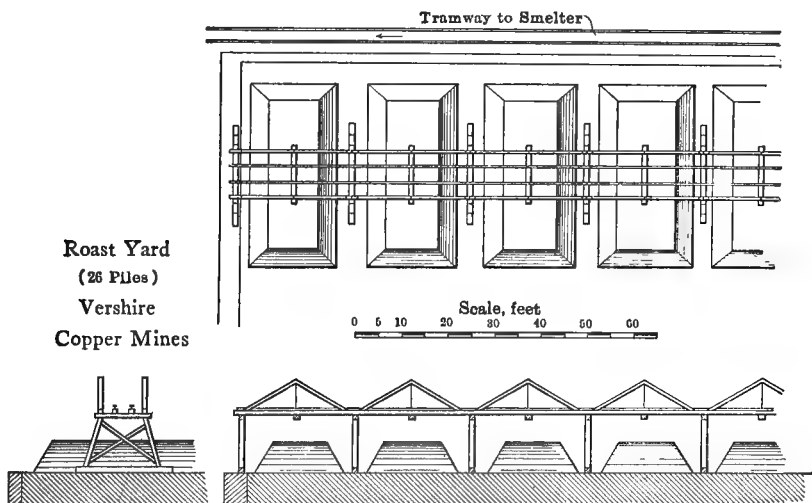 Tramway to Smelter
Roast Yard
(26 Piles)
Vershire
Copper Mines
Scale, feet
0 5 10 20 30 40 50 60